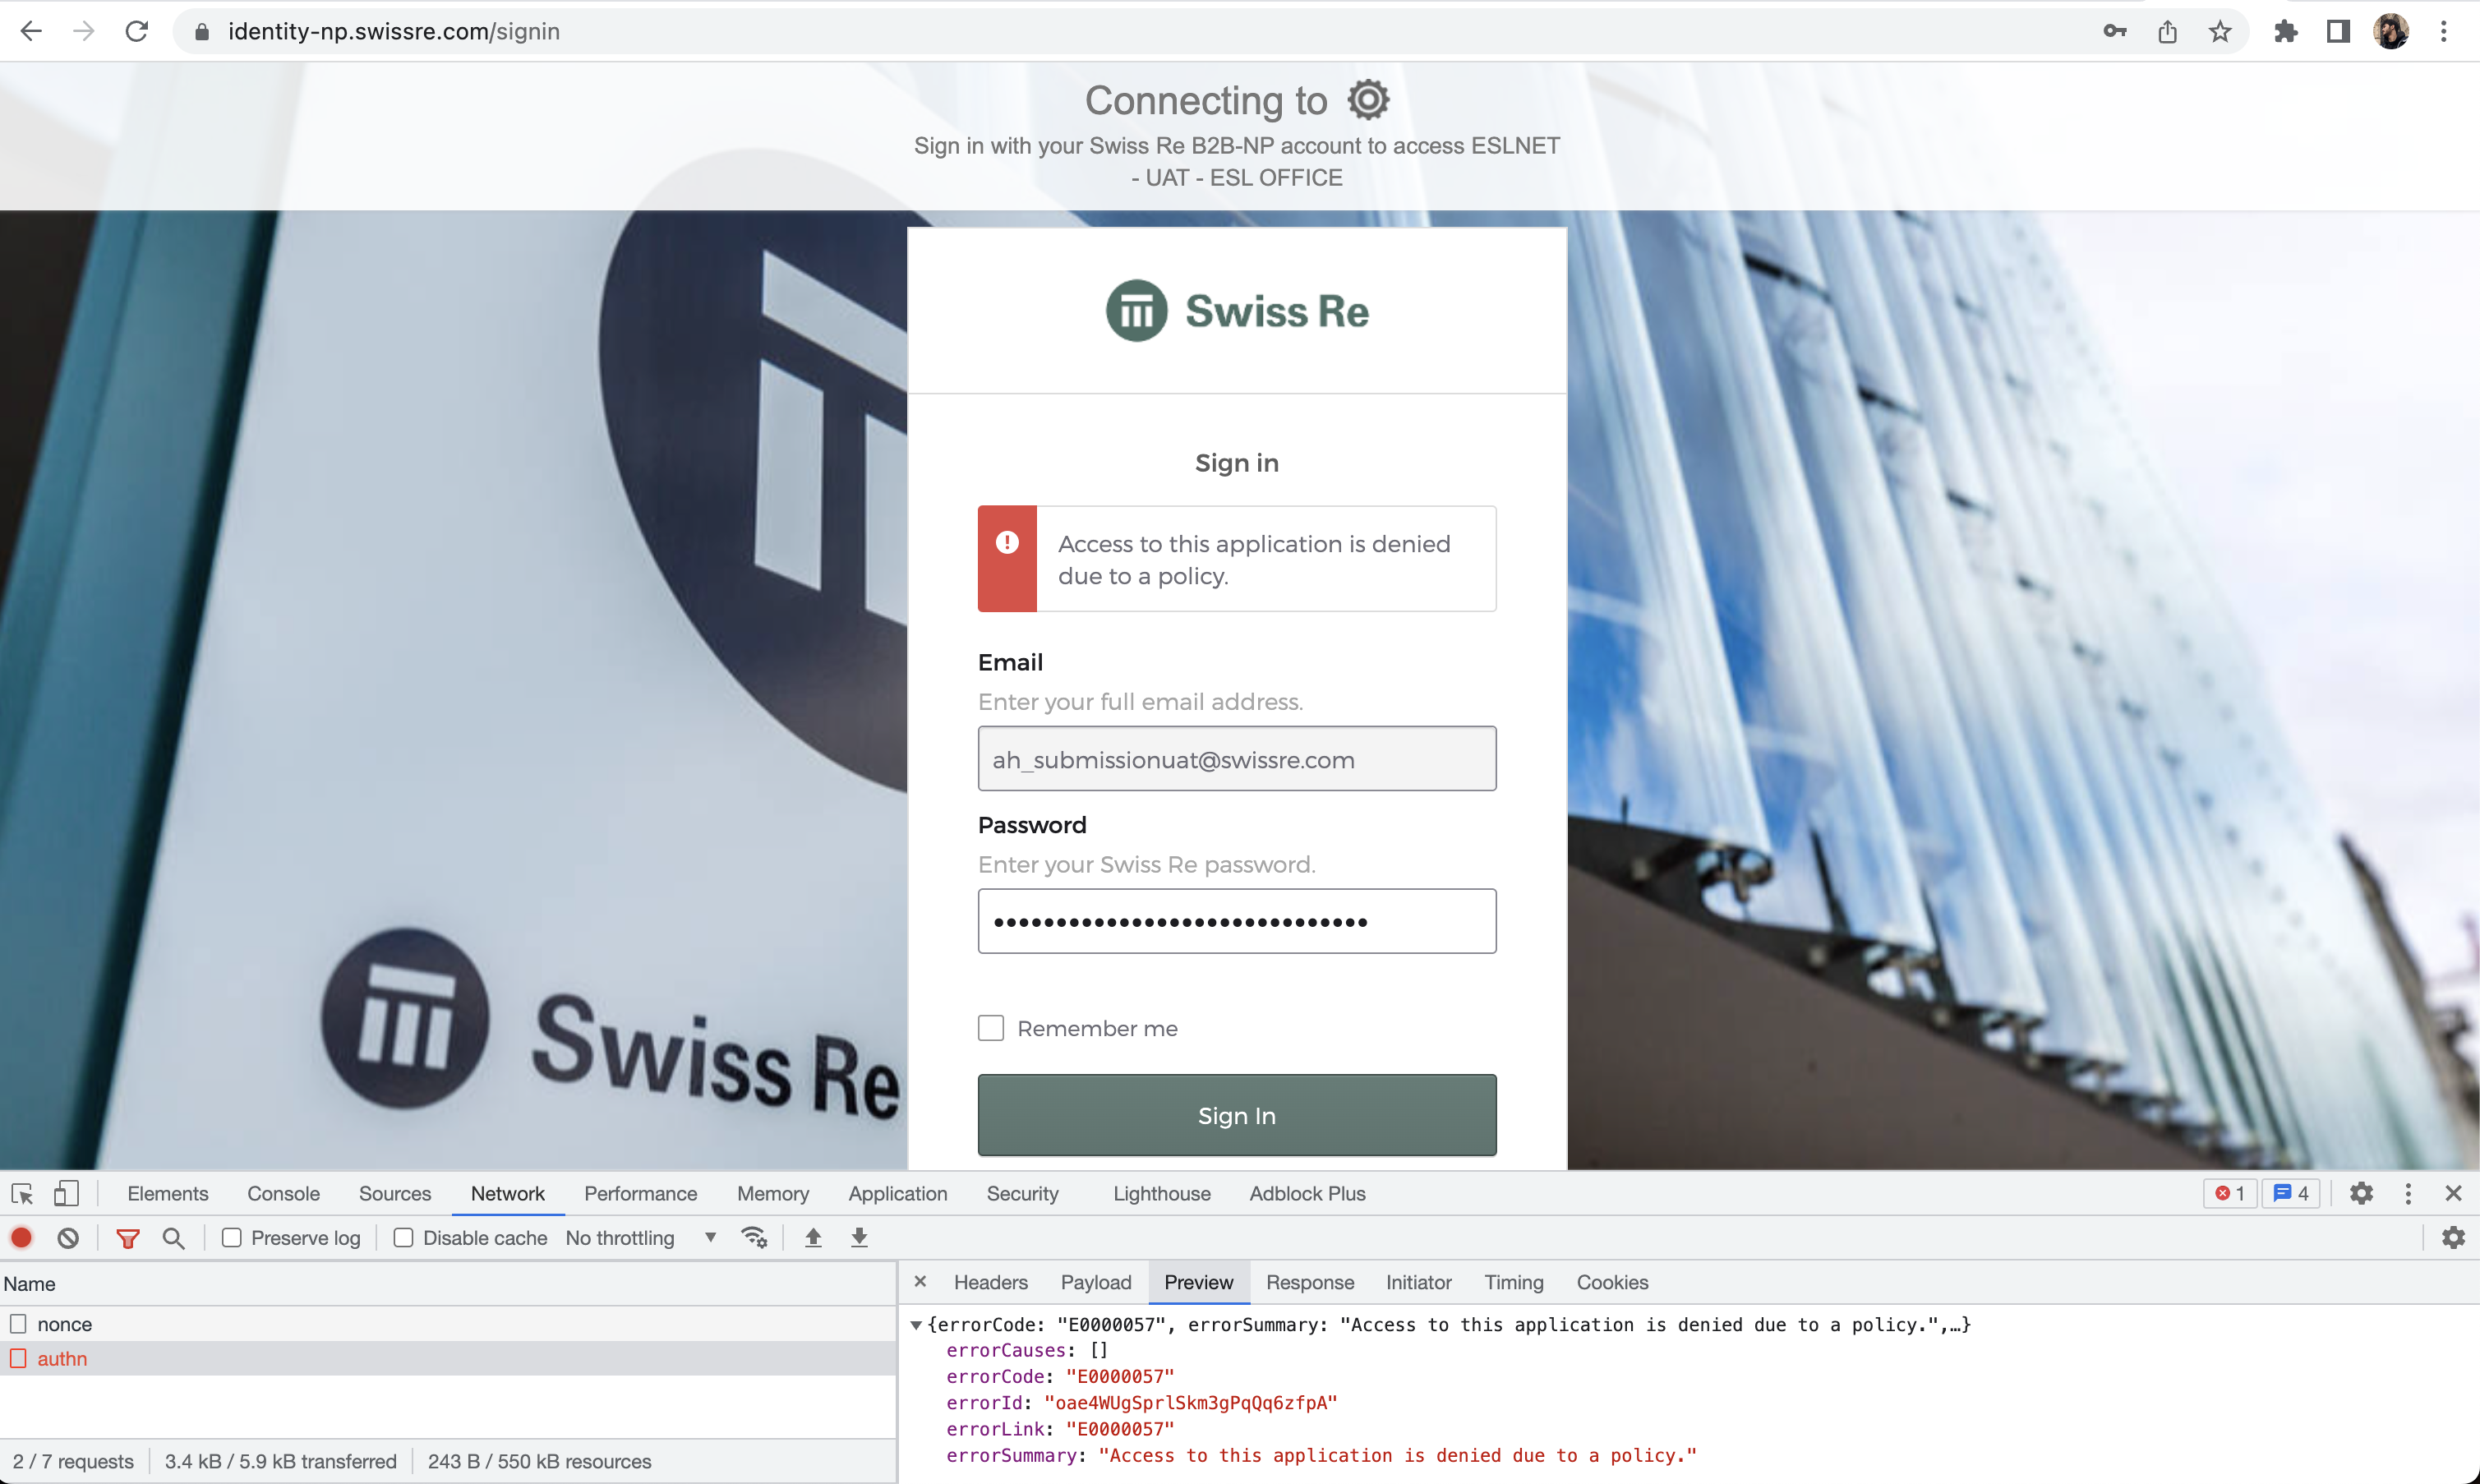 identity-np.swissre.com/signin
Connecting to
Sign in with your Swiss Re B2B-NP account to access ESLNET
- UAT - ESL OFFICE
Swiss Re
Sign in
Access to this application is denied
due to a policy.
Email
Enter your full email address.
ah_submissionuat@swissre.com
Password
Enter your Swiss Re password.
Remember me
Sign In
Swiss Re
Elements Console Sources Network Performance Memory Application Security Lighthouse Adblock Plus 1 4
Preserve log Disable cache No throttling
Name
nonce
authn
2 / 7 requests 3.4 kB / 5.9 kB transferred 243 B / 550 kB resources
Headers Payload Preview Response Initiator Timing Cookies
{errorCode: "E0000057", errorSummary: "Access to this application is denied due to a policy.",…}
errorCauses: []
errorCode: "E0000057"
errorId: "oae4WUgSprlSkm3gPqQq6zfpA"
errorLink: "E0000057"
errorSummary: "Access to this application is denied due to a policy."